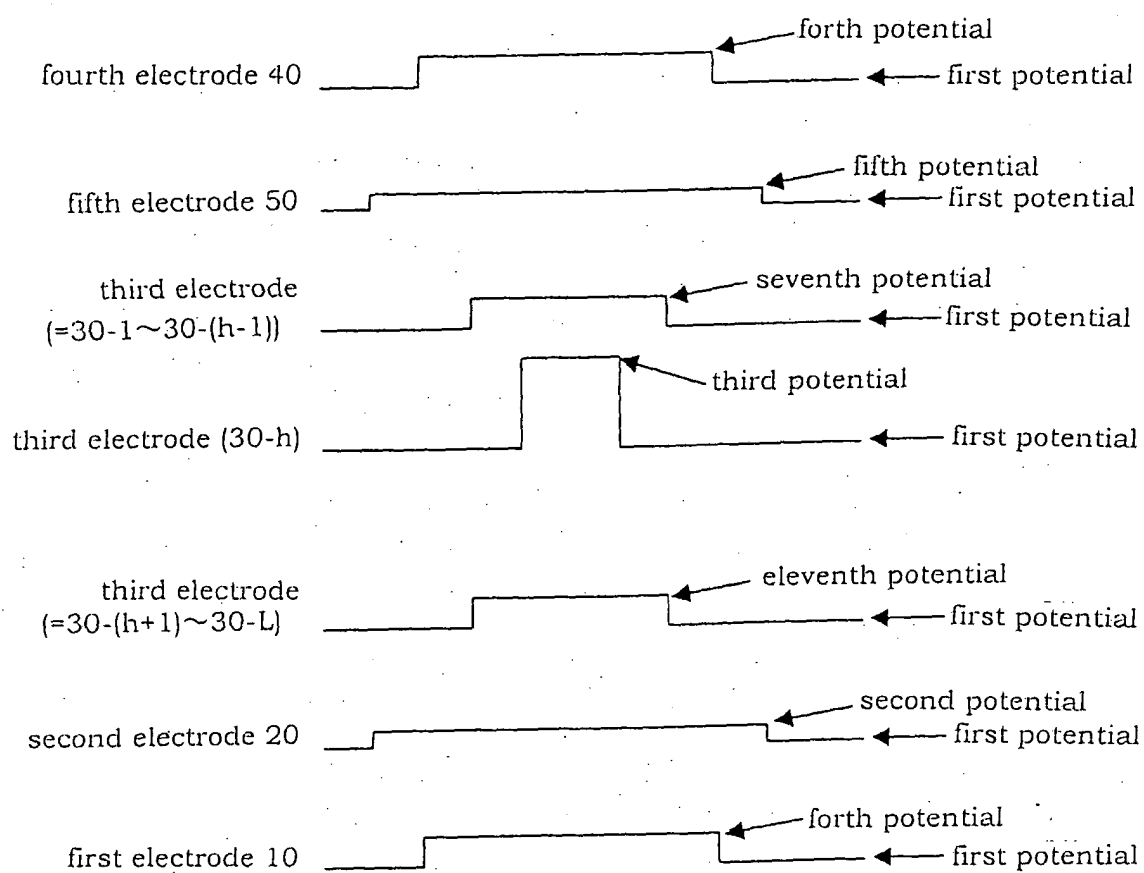 forth potential
fourth electrode 40
first potential
fifth potential
fifth electrode 50
first potential
seventh potential
third electrode
(=30-1~30-(h-1))
first potential
third potential
third electrode (30-h)
first potential
eleventh potential
third electrode
(=30-(h+1)~30-L)
first potential
second potential
second electrode 20
first potential
forth potential
first electrode 10
first potential